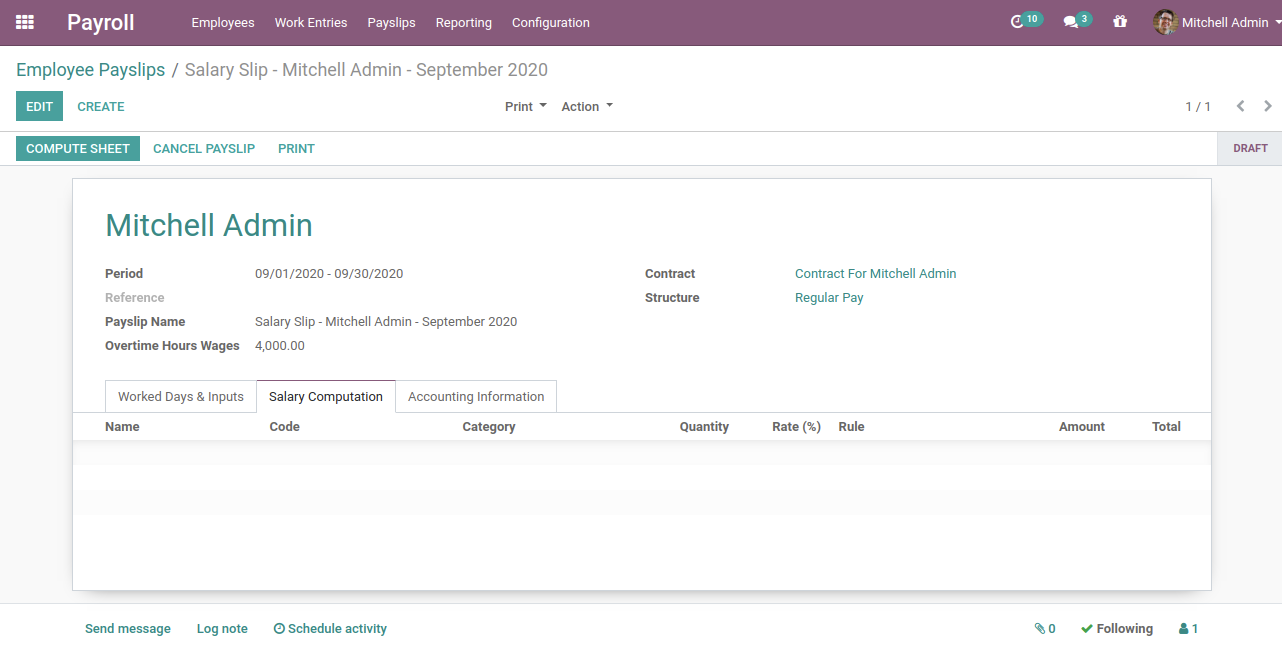 Payroll Employees Work Entries Payslips Reporting Configuration 10 3 Mitchell Admin
Employee Payslips / Salary Slip - Mitchell Admin - September 2020
EDIT CREATE Print Action 1 / 1
COMPUTE SHEET CANCEL PAYSLIP PRINT DRAFT
Mitchell Admin
Period 09/01/2020 - 09/30/2020 Contract Contract For Mitchell Admin
Reference Structure Regular Pay
Payslip Name Salary Slip - Mitchell Admin - September 2020
Overtime Hours Wages 4,000.00
Worked Days & Inputs Salary Computation Accounting Information
Name Code Category Quantity Rate (%) Rule Amount Total
Send message Log note Schedule activity 0 Following 1